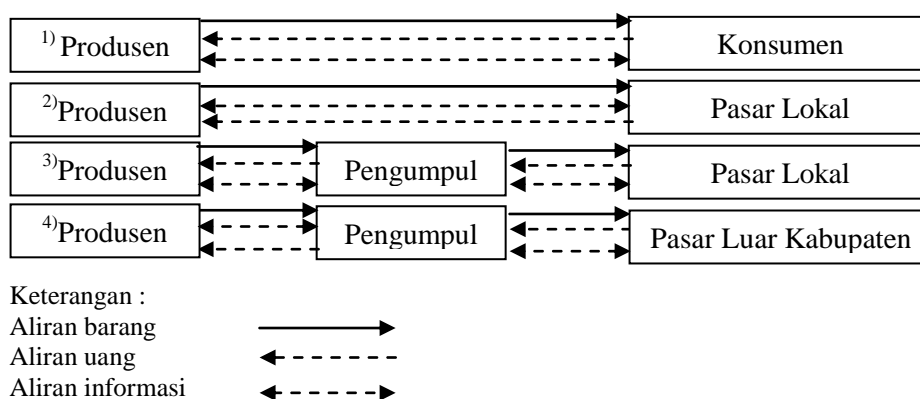 1) Produsen Konsumen
2)Produsen Pasar Lokal
3)Produsen Pengumpul Pasar Lokal
4)Produsen Pengumpul Pasar Luar Kabupaten
Keterangan :
Aliran barang
Aliran uang
Aliran informasi